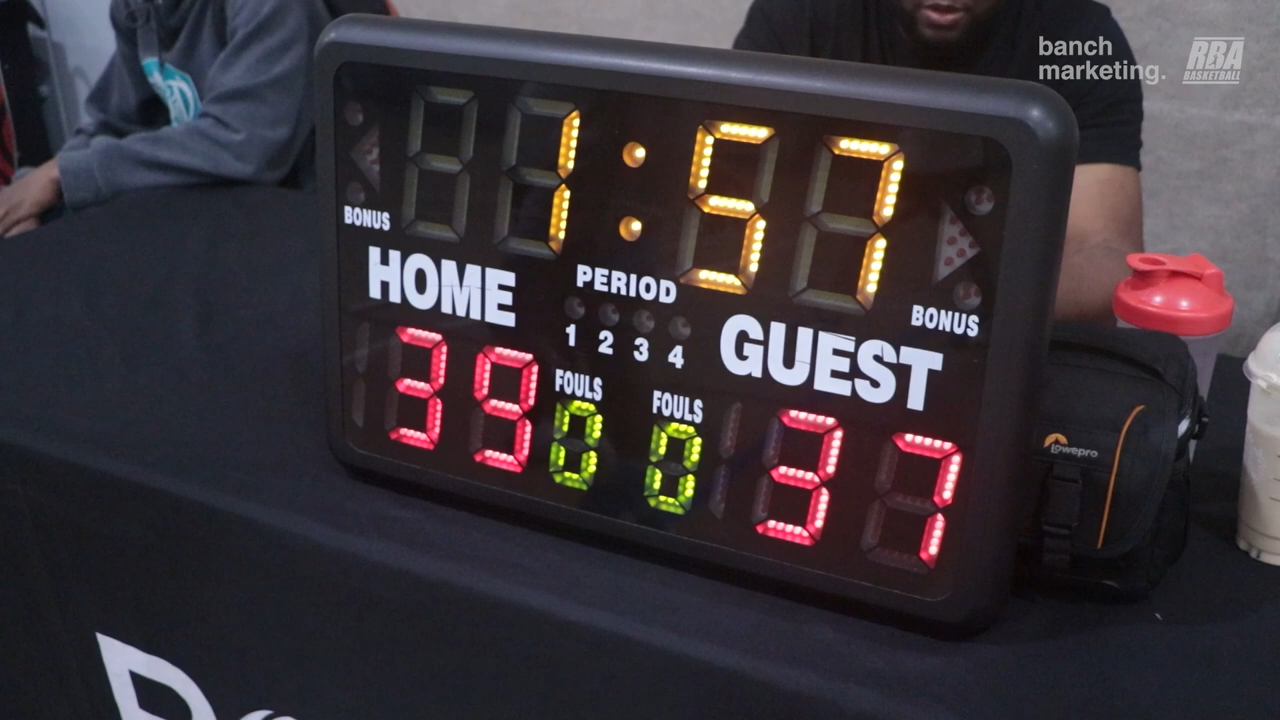 banch
marketing.
RBA
BASKETBALL
1:57
BONUS
HOME
PERIOD
1 2 3 4
BONUS
GUEST
FOULS
FOULS
39
0
0
37
Lowepro